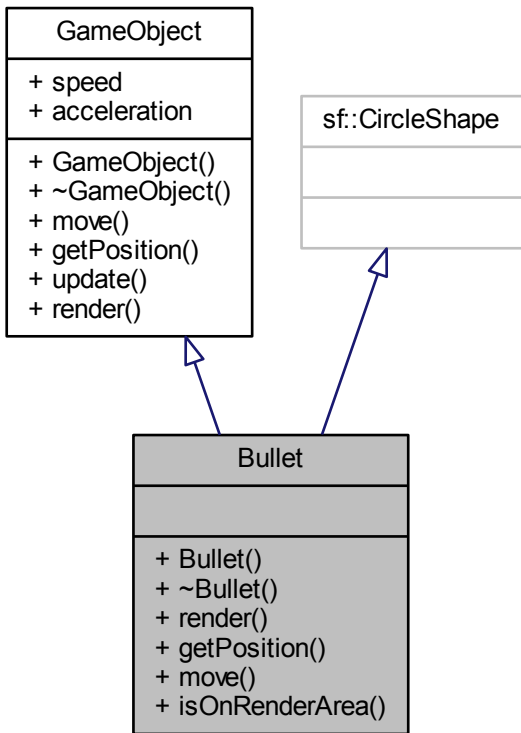 GameObject
+ speed
+ acceleration
+ GameObject()
+ ~GameObject()
+ move()
+ getPosition()
+ update()
+ render()
sf::CircleShape
Bullet
+ Bullet()
+ ~Bullet()
+ render()
+ getPosition()
+ move()
+ isOnRenderArea()